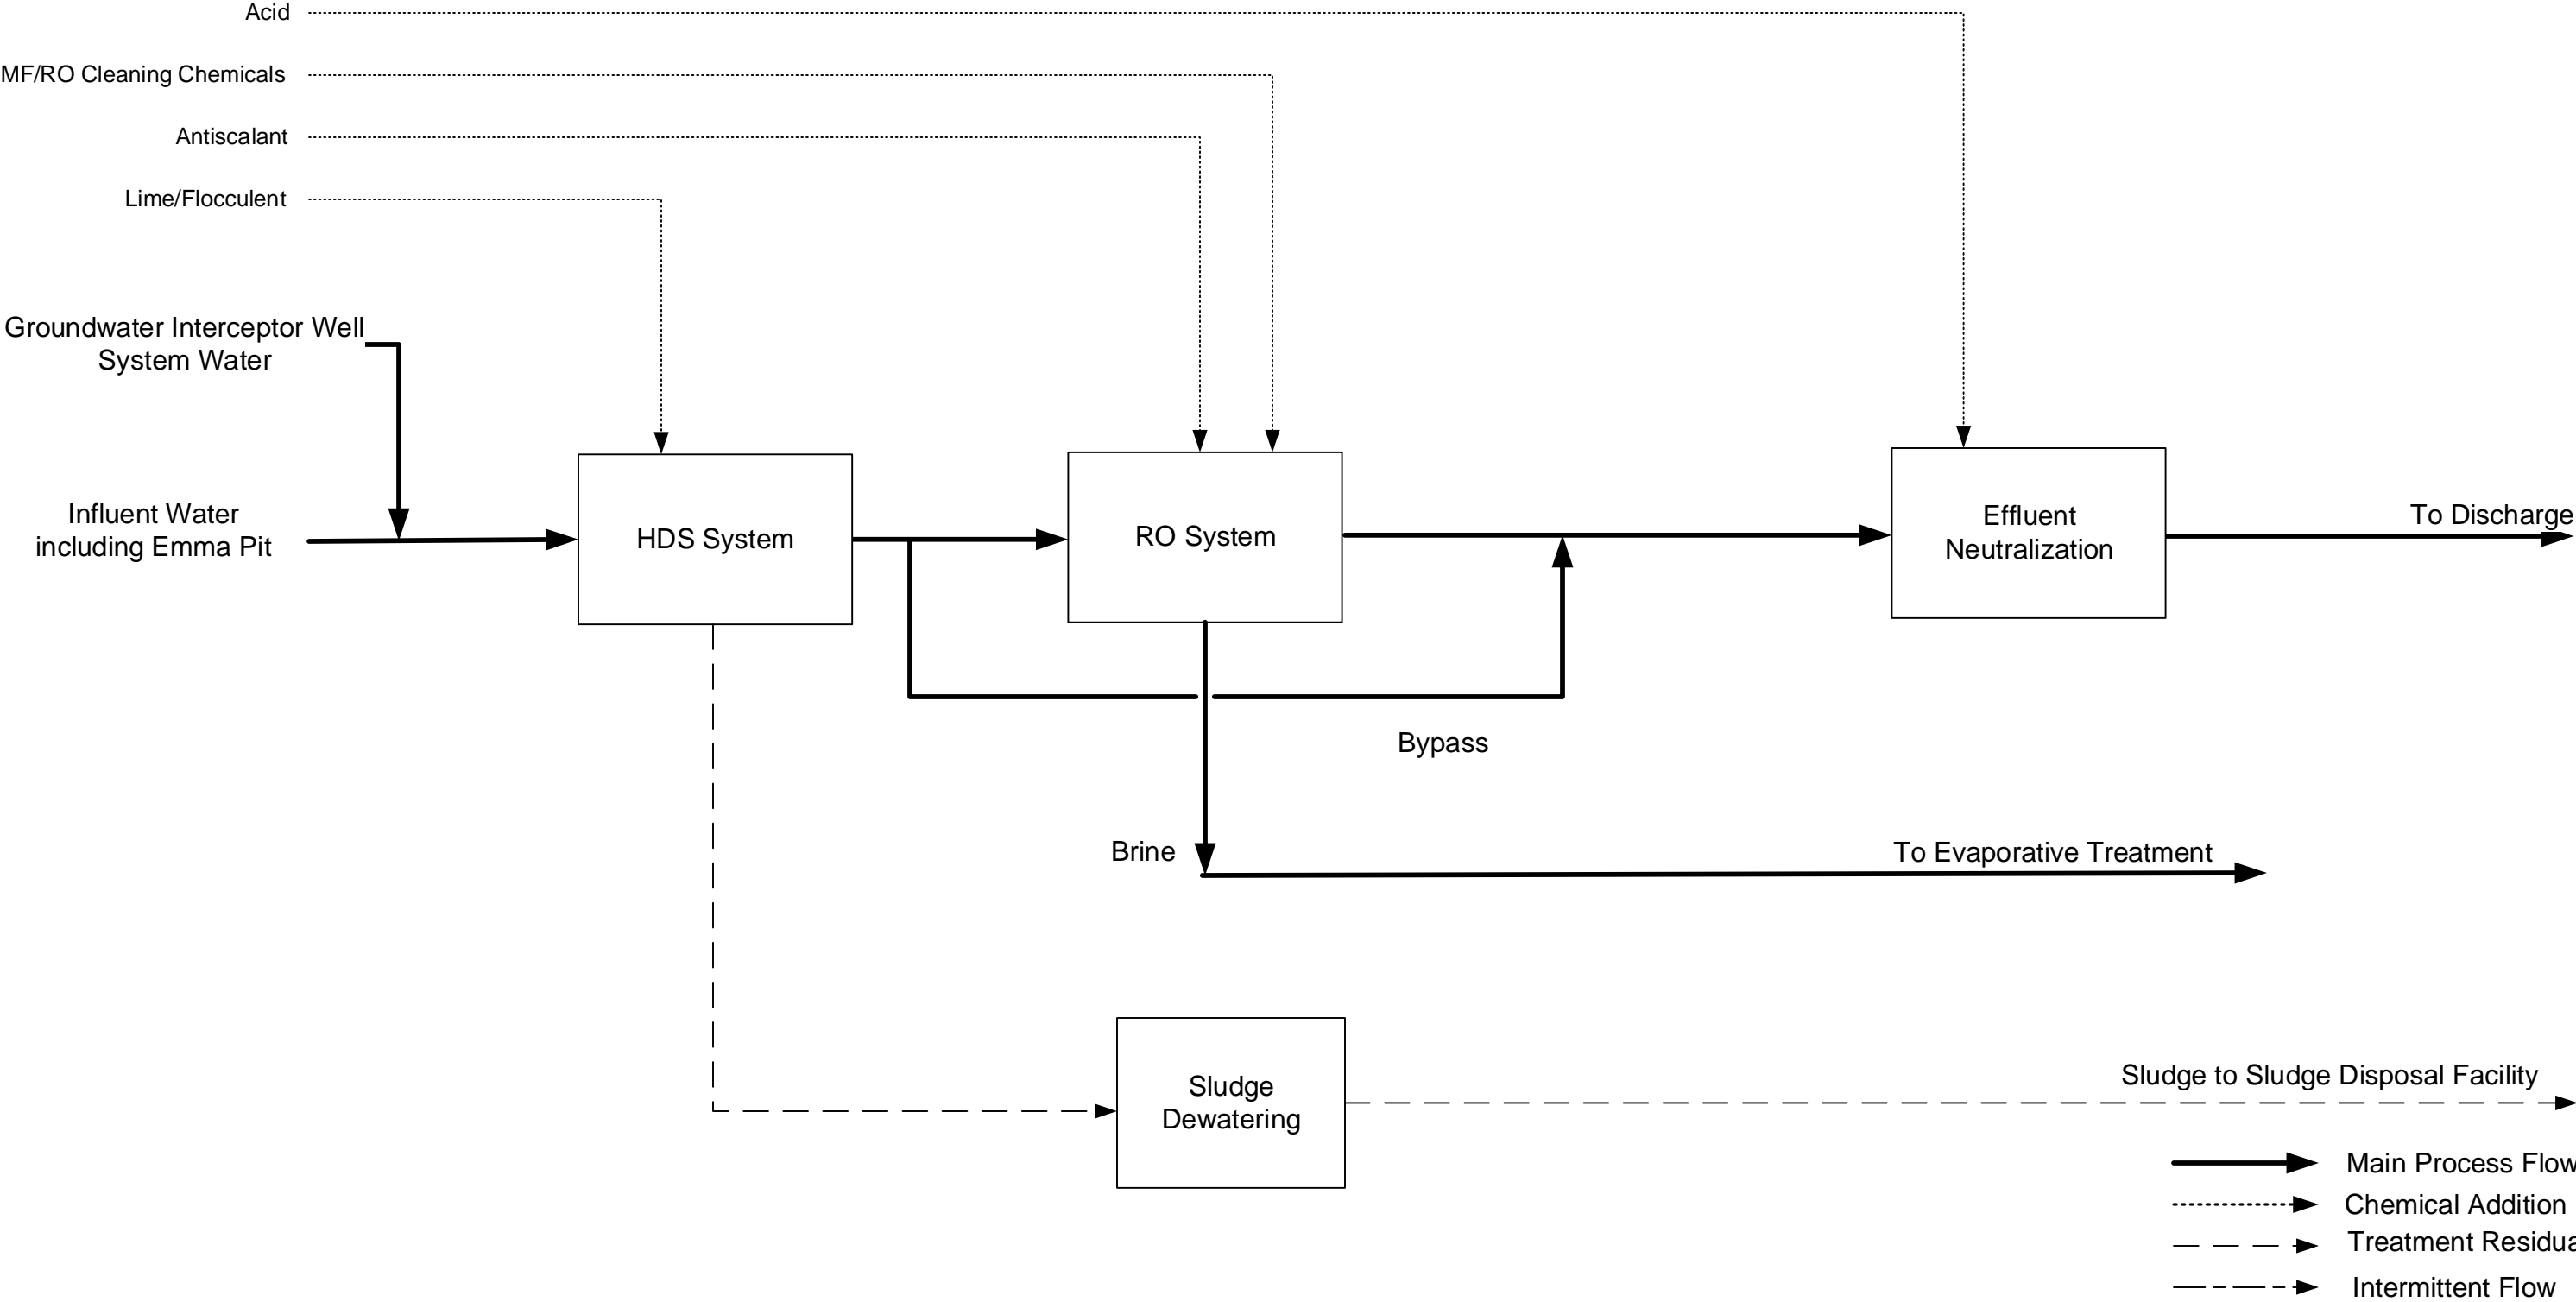 Acid
MF/RO Cleaning Chemicals
Antiscalant
Lime/Flocculent
Groundwater Interceptor Well
System Water
Influent Water
including Emma Pit
HDS System
RO System
Effluent
Neutralization
To Discharge
Bypass
Brine
To Evaporative Treatment
Sludge
Dewatering
Sludge to Sludge Disposal Facility
Main Process Flow
Chemical Addition
Treatment Residua
Intermittent Flow